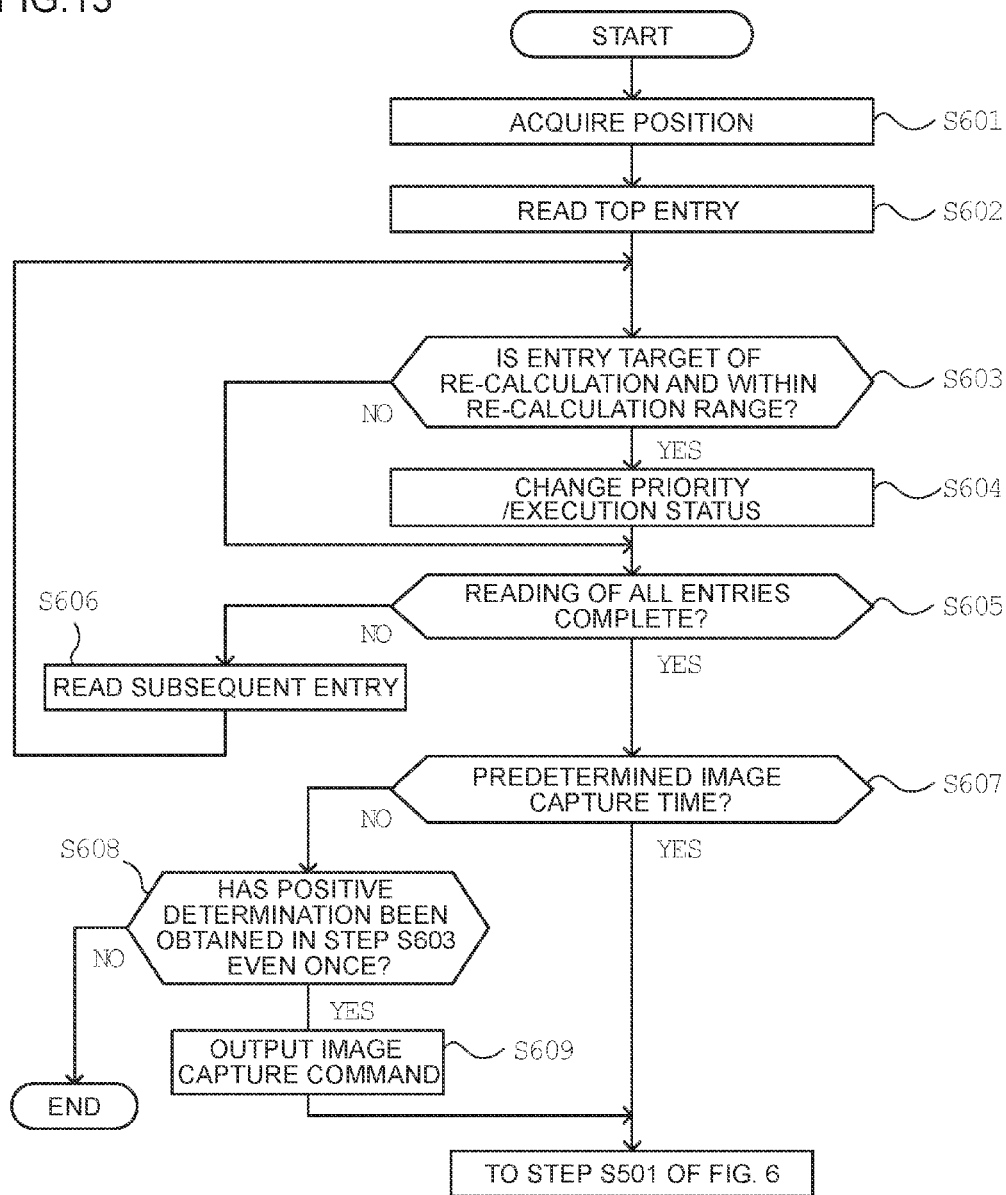 FIG.13
START
ACQUIRE POSITION
S601
READ TOP ENTRY
S602
IS ENTRY TARGET OF
RE-CALCULATION AND WITHIN
RE-CALCULATION RANGE?
S603
NO
YES
CHANGE PRIORITY
/EXECUTION STATUS
S604
READING OF ALL ENTRIES
COMPLETE?
S605
NO
YES
S606
READ SUBSEQUENT ENTRY
PREDETERMINED IMAGE
CAPTURE TIME?
S607
NO
YES
S608
HAS POSITIVE
DETERMINATION BEEN
OBTAINED IN STEP S603
EVEN ONCE?
NO
YES
OUTPUT IMAGE
CAPTURE COMMAND
S609
END
TO STEP S501 OF FIG. 6